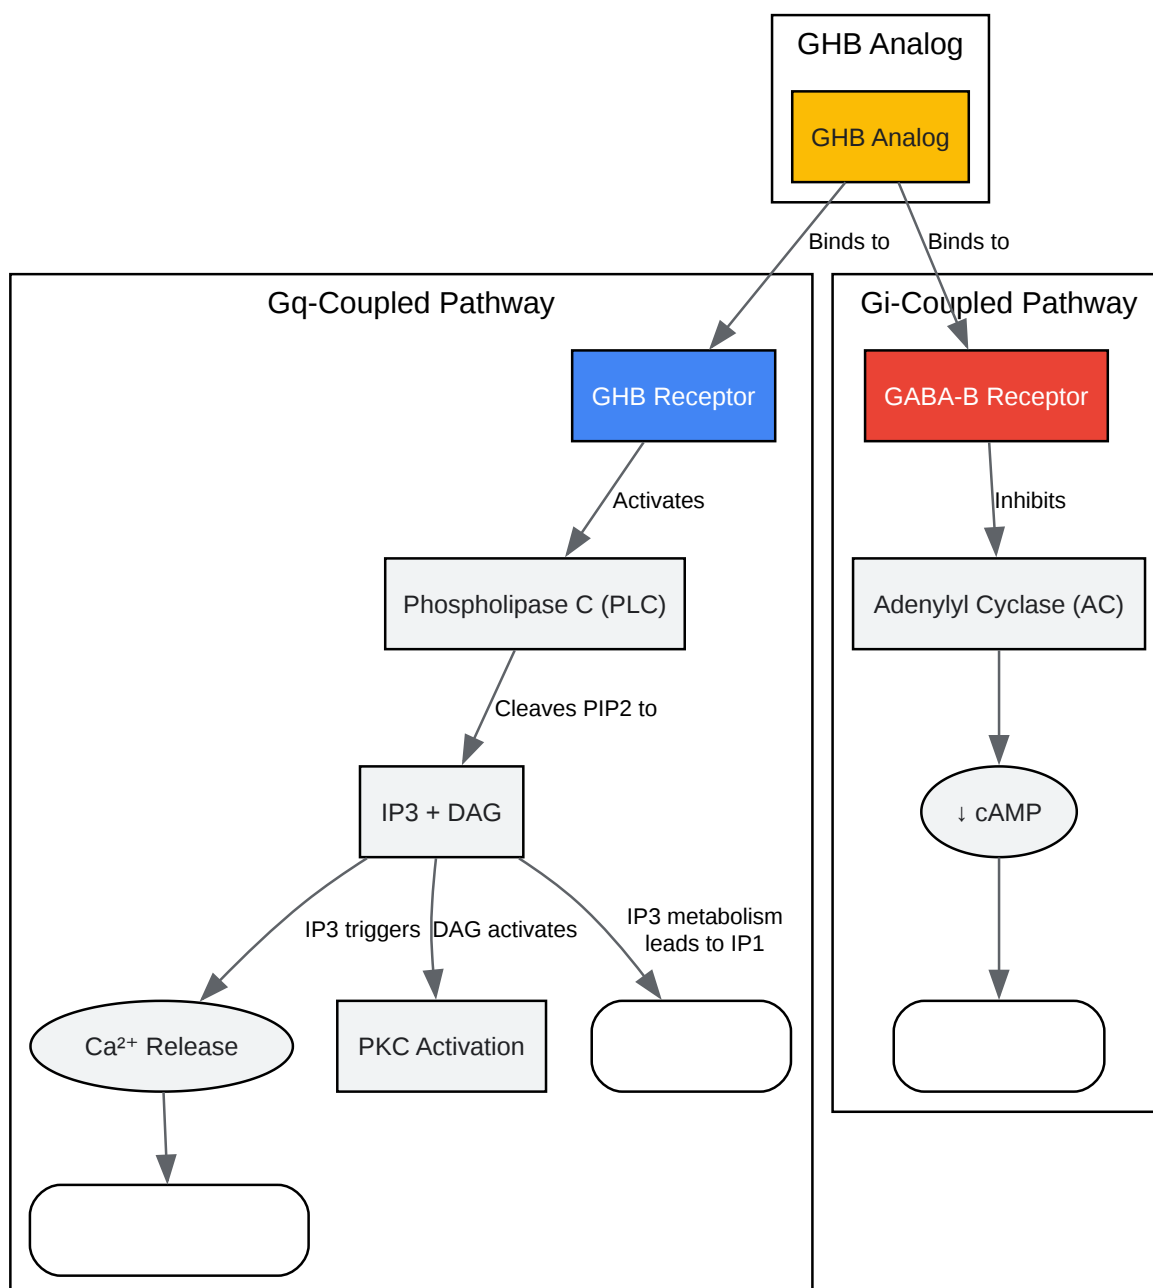 GHB Analog
GHB Analog
Binds to
Binds to
Gq-Coupled Pathway
Gi-Coupled Pathway
GHB Receptor
GABA-B Receptor
Activates
Inhibits
Phospholipase C (PLC)
Adenylyl Cyclase (AC)
Cleaves PIP2 to
IP3 + DAG
↓ cAMP
IP3 triggers
DAG activates
IP3 metabolism
leads to IP1
Ca²⁺ Release
PKC Activation